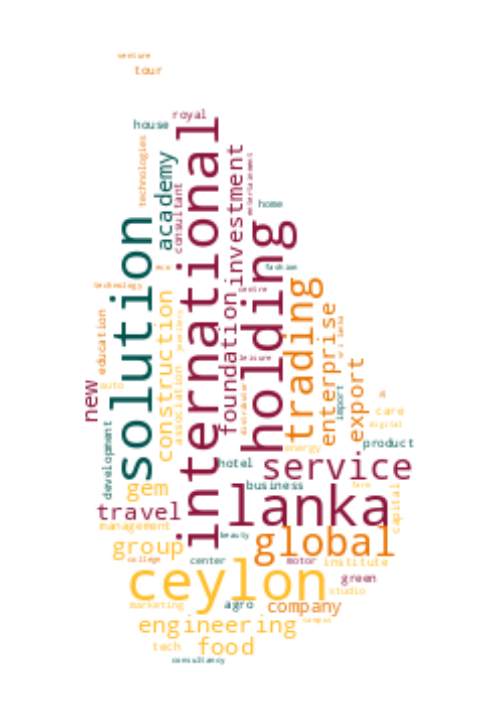 venture
tour
royal
house
technologies
academy
consultant
international
investment
entertainment
home
solution
holding
eco
fashion
technology
centre
trading
construction
foundation
jewellery
education
enterprise
sri lanka
leisure
export
auto
association
distributor
import
new
care
digital
development
energy
product
hotel
service
gem
business
farm
travel
lanka
capital
management
beauty
group
global
college
center
motor
institute
ceylon
green
studio
marketing
agro
company
campus
engineering
tech
food
consultancy